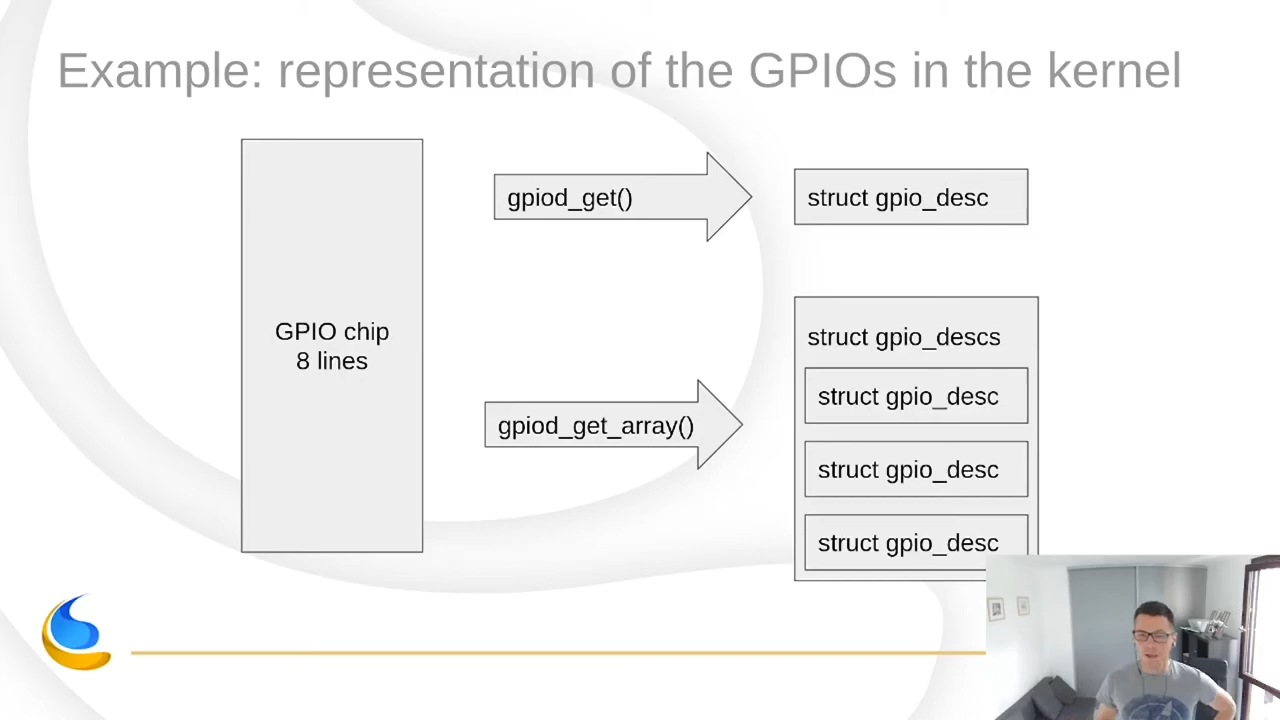 Example: representation of the GPIOs in the kernel
GPIO chip
8 lines
gpiod_get()
struct gpio_desc
gpiod_get_array()
struct gpio_descs
struct gpio_desc
struct gpio_desc
struct gpio_desc